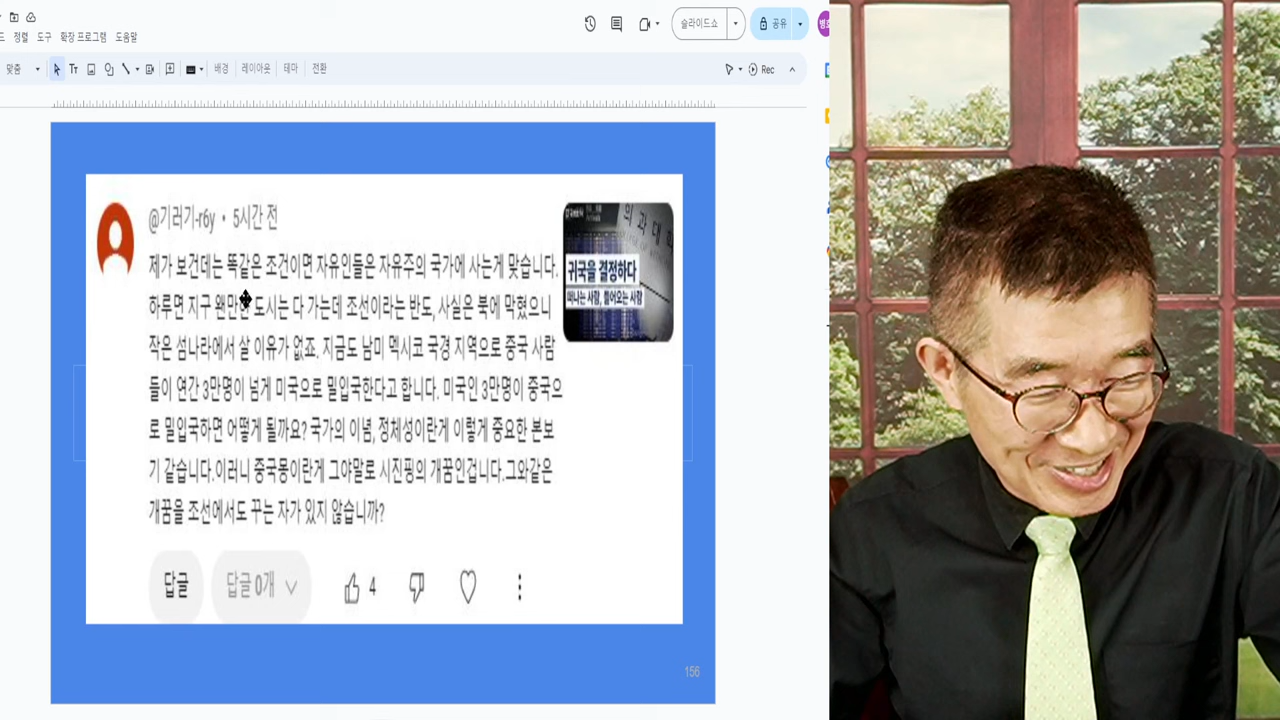 정렬 도구 확장 프로그램 도움말
슬라이드쇼
공유
맞춤
Tт
배경 레이아웃 테마 전환
Rec
@기러기-r6y • 5시간 전
제가 보건데는 똑같은 조건이면 자유인들은 자유주의 국가에 사는게 맞습니다.
하루면 지구 왠만한 도시는 다 가는데 조선이라는 반도, 사실은 북에 막혔으니
작은 섬나라에서 살 이유가 없죠. 지금도 남미 멕시코 국경 지역으로 중국 사람
들이 연간 3만명이 넘게 미국으로 밀입국한다고 합니다. 미국인 3만명이 중국으
로 밀입국하면 어떻게 될까요? 국가의 이념, 정체성이란게 이렇게 중요한 본보
기 같습니다.이러니 중국몽이란게 그야말로 시진핑의 개꿈인겁니다.그와같은
개꿈을 조선에서도 꾸는 자가 있지 않습니까?
의과대학
귀국을 결정하다
떠나는 사람, 들어오는 사람
답글
답글 0개
4
156